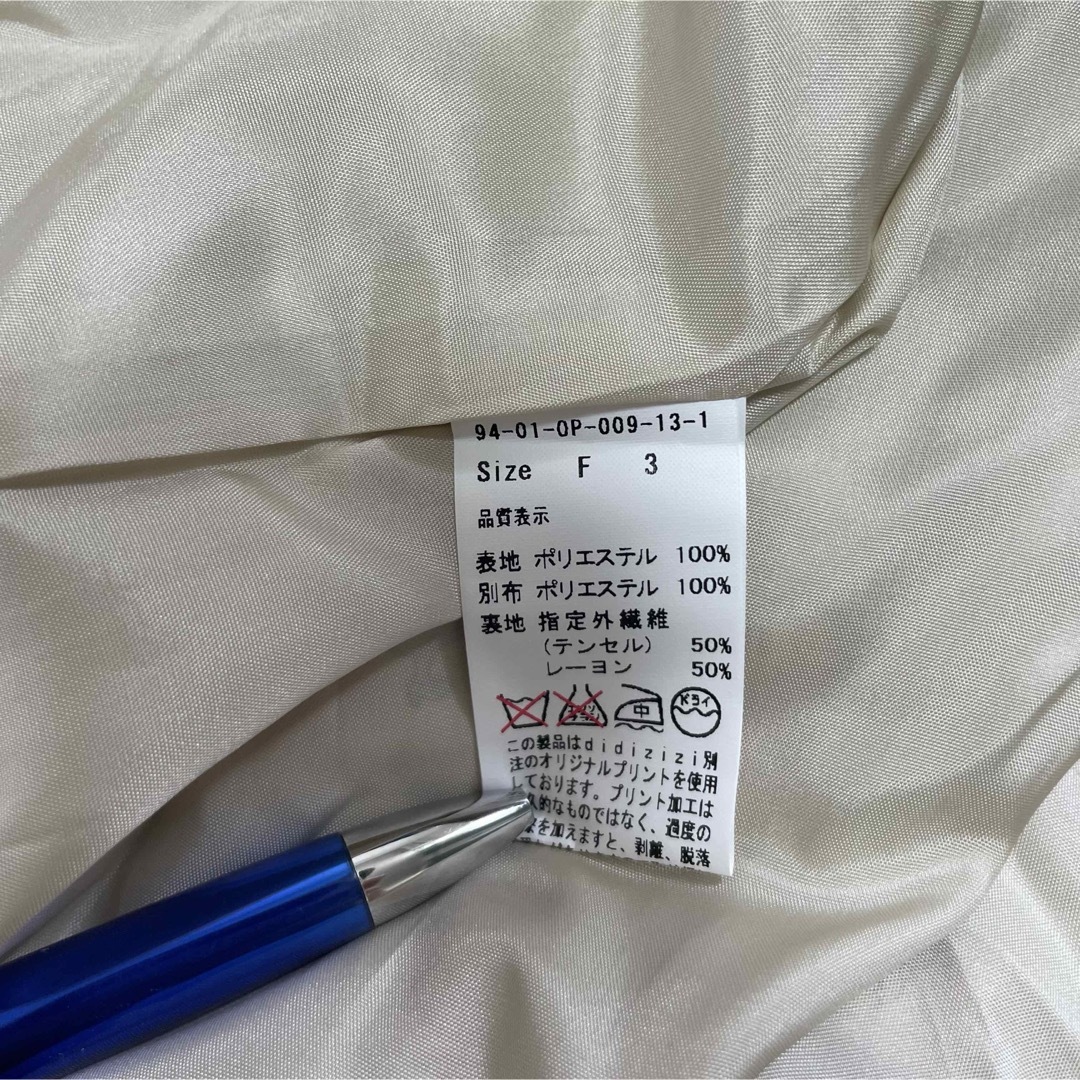 94-01-OP-009-13-1
Size F 3
品質表示
表地 ポリエステル 100%
別布 ポリエステル 100%
裏地 指定外繊維
(テンセル) 50%
レーヨン 50%
エンソ 中 ドライ
この製品はdidizizi別
注のオリジナルプリントを使用
しております。プリント加工は
久的なものではなく、過度の
を加えますと、剥離、脱落